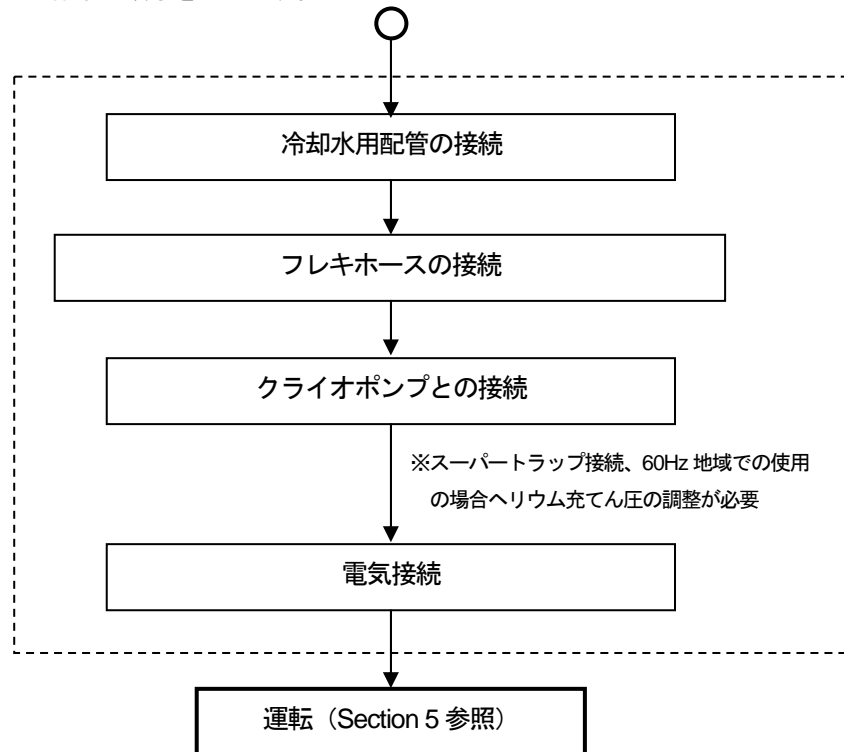 冷却水用配管の接続
フレキホースの接続
クライオポンプとの接続
※スーパートラップ接続、60Hz 地域での使用
の場合ヘリウム充てん圧の調整が必要
電気接続
運転（Section 5 参照）